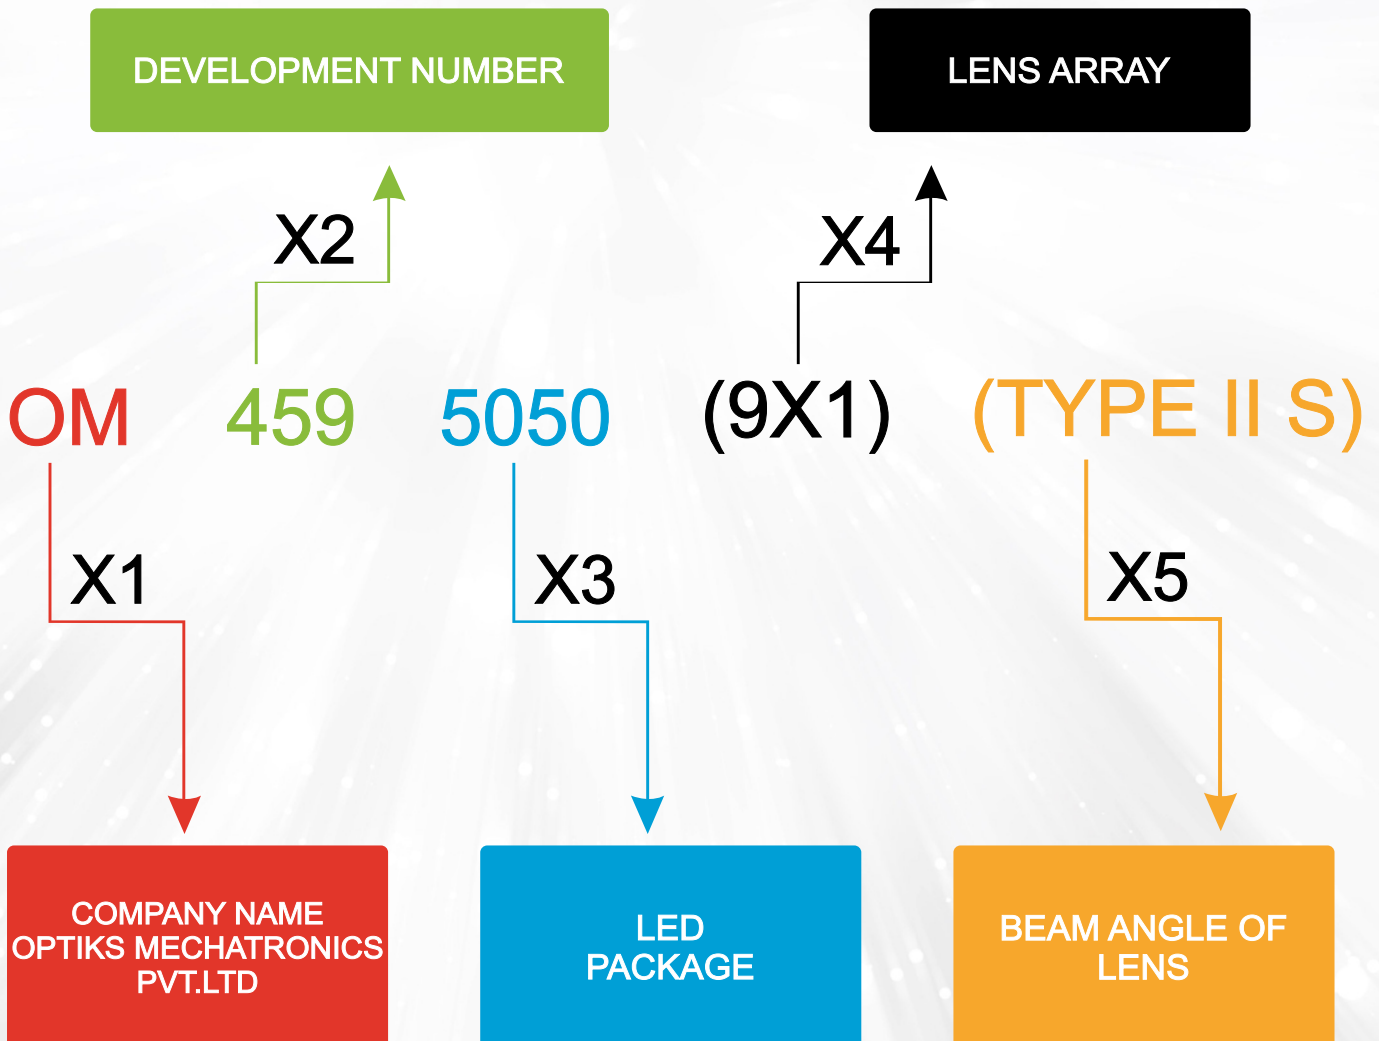 DEVELOPMENT NUMBER
LENS ARRAY
X2
X4
OM 459 5050 (9X1) (TYPE II S)
X1
X3
X5
COMPANY NAME
OPTIKS MECHATRONICS
PVT.LTD
LED
PACKAGE
BEAM ANGLE OF
LENS